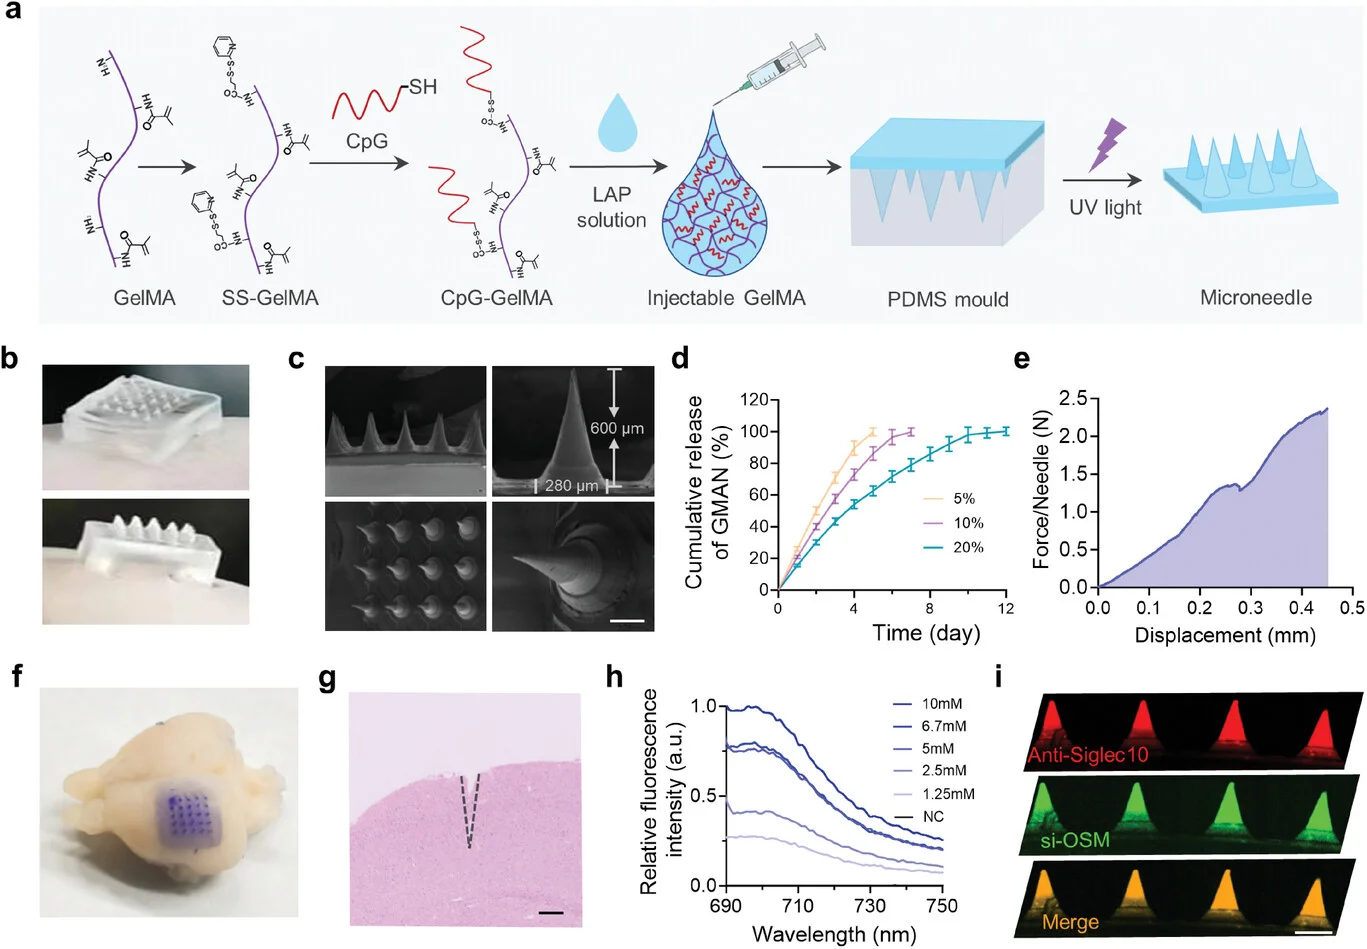 a
SH
CpG
LAP
solution
UV light
GelMA
SS-GelMA
CpG-GelMA
Injectable GelMA
PDMS mould
Microneedle
b
c
600 µm
280 µm
d
Cumulative release
of GMAN (%)
120
100
80
60
40
20
0
5%
10%
20%
0
4
8
12
Time (day)
e
Force/Needle (N)
2.5
2.0
1.5
1.0
0.5
0.0
0.0
0.1
0.2
0.3
0.4
0.5
Displacement (mm)
f
g
h
Relative fluorescence
intensity (a.u.)
1.0
0.5
0.0
10mM
6.7mM
5mM
2.5mM
1.25mM
NC
690
710
730
750
Wavelength (nm)
i
Anti-Siglec10
si-OSM
Merge